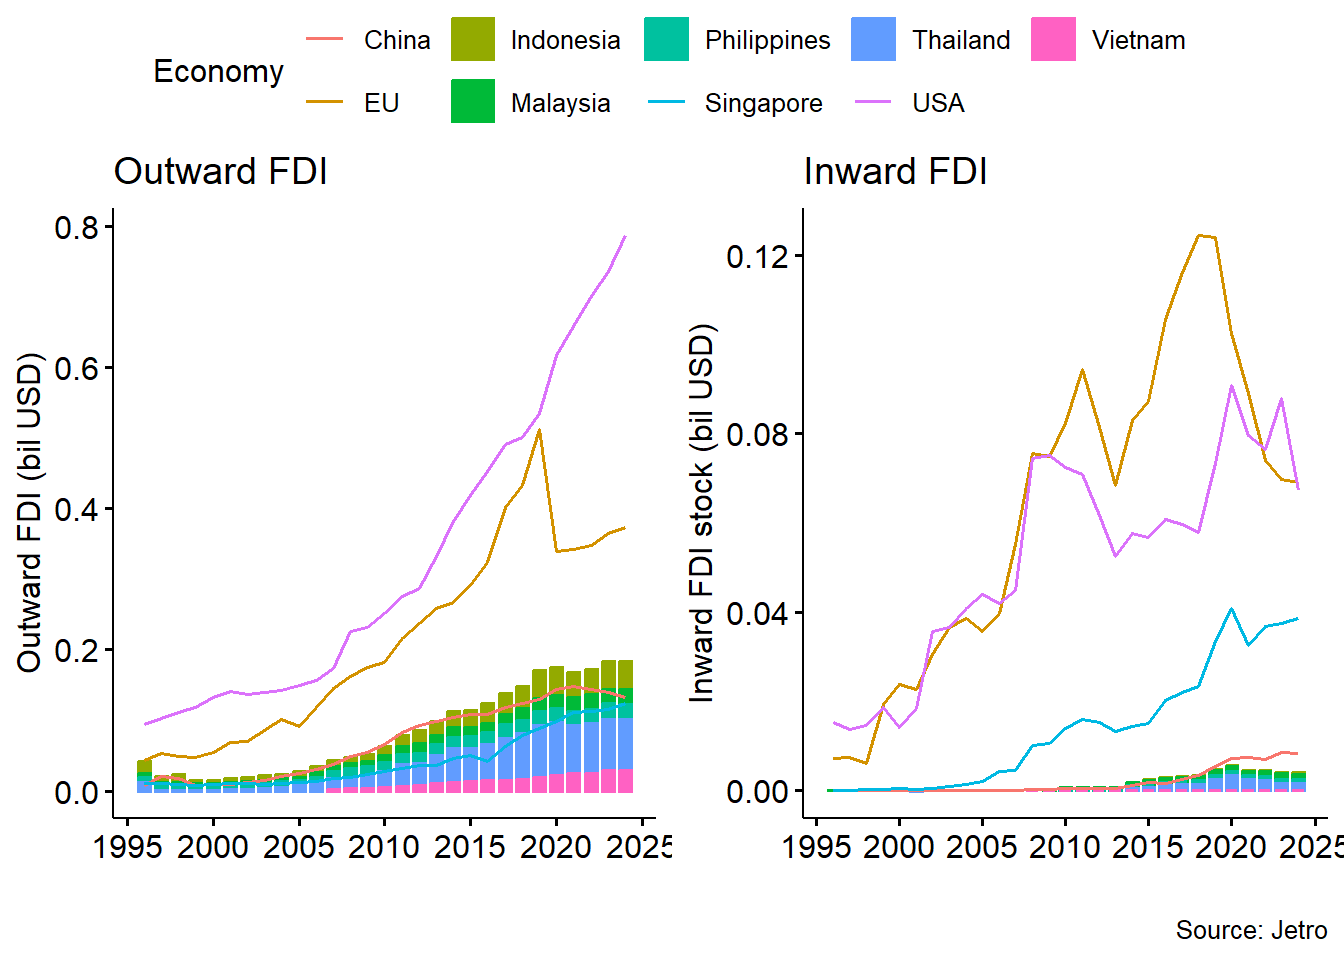 Economy
China
Indonesia
Philippines
Thailand
Vietnam
EU
Malaysia
Singapore
USA
Outward FDI
Outward FDI (bil USD)
0.8
0.6
0.4
0.2
0.0
1995 2000 2005 2010 2015 2020 2025
Inward FDI
Inward FDI stock (bil USD)
0.12
0.08
0.04
0.00
1995 2000 2005 2010 2015 2020 2025
Source: Jetro